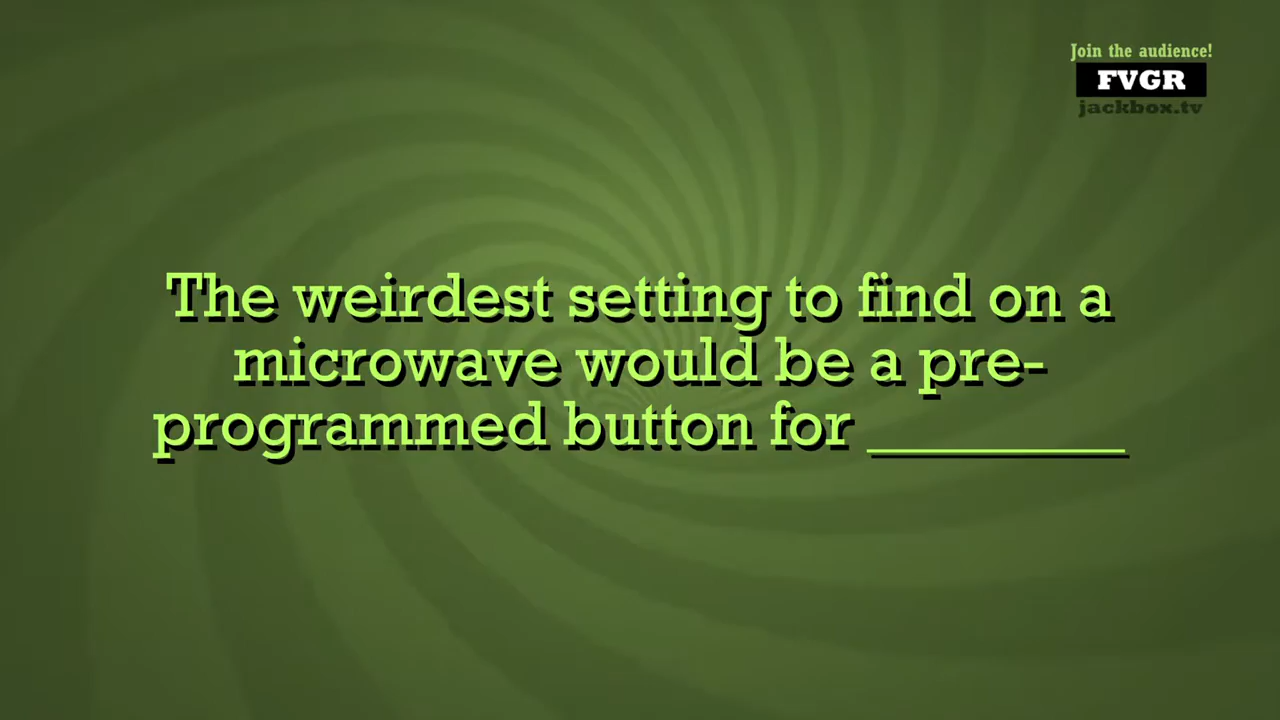 Join the audience!
FVGR
jackbox.tv
The weirdest setting to find on a
microwave would be a pre-
programmed button for ________